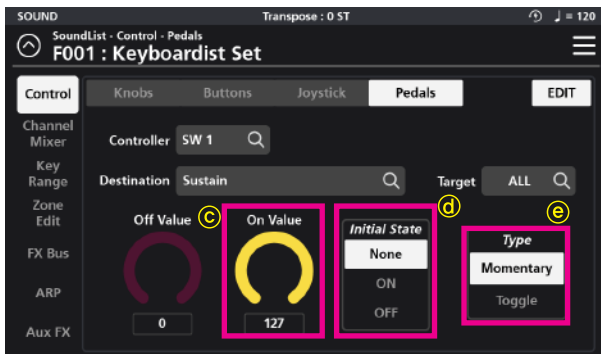 SOUND Transpose : 0 ST ♩ = 120
SoundList - Control - Pedals
F001 : Keyboardist Set
Control Knobs Buttons Joystick Pedals EDIT
Channel
Mixer
Controller SW 1
Key
Range
Destination Sustain Target ALL
Zone
Edit
Off Value ⓒ On Value ⓓ ⓔ
Initial State
None
ON
OFF
Type
Momentary
Toggle
FX Bus
ARP
0 127
Aux FX